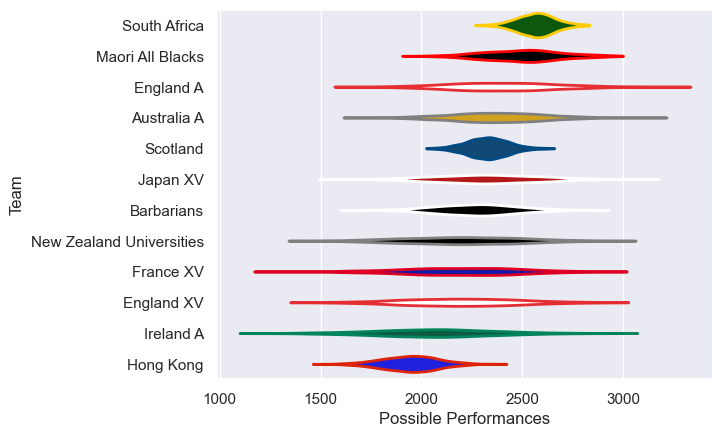 South Africa
Maori All Blacks
England A
Australia A
Scotland
Japan XV
Barbarians
New Zealand Universities
France XV
England XV
Ireland A
Hong Kong
Team
1000 1500 2000 2500 3000
Possible Performances